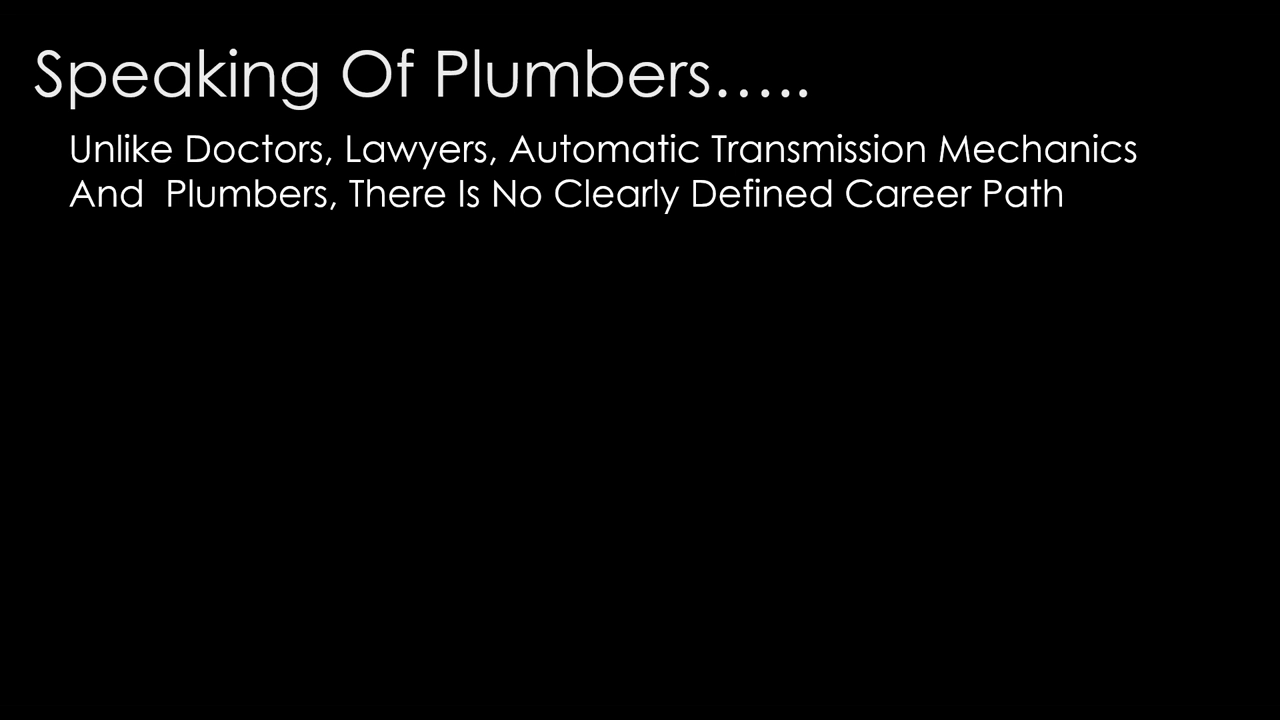 Speaking Of Plumbers…..
Unlike Doctors, Lawyers, Automatic Transmission Mechanics
And  Plumbers, There Is No Clearly Defined Career Path